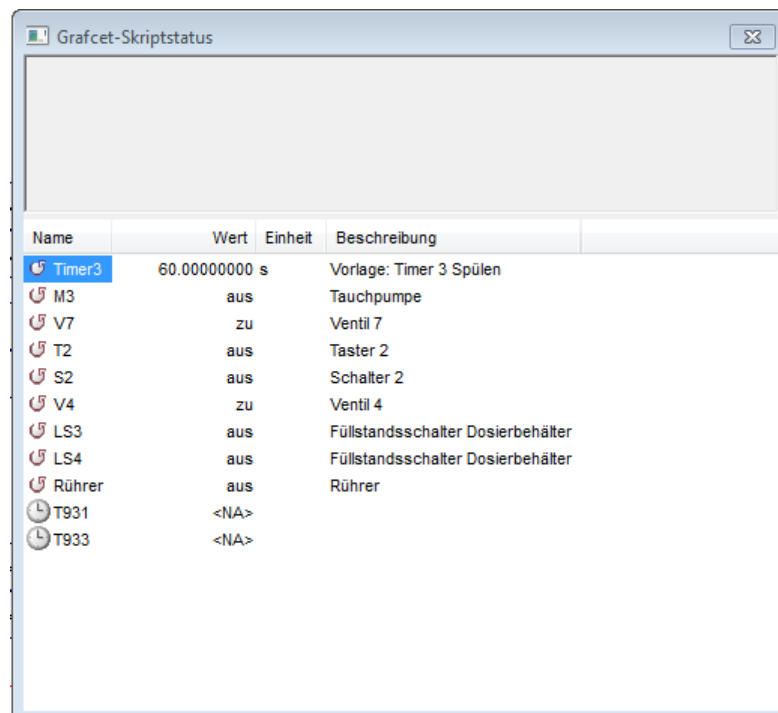 Grafcet-Skriptstatus
Name Wert Einheit Beschreibung
Timer3 60.00000000 s Vorlage: Timer 3 Spülen
M3 aus Tauchpumpe
V7 zu Ventil 7
T2 aus Taster 2
S2 aus Schalter 2
V4 zu Ventil 4
LS3 aus Füllstandsschalter Dosierbehälter
LS4 aus Füllstandsschalter Dosierbehälter
Rührer aus Rührer
T931 <NA>
T933 <NA>